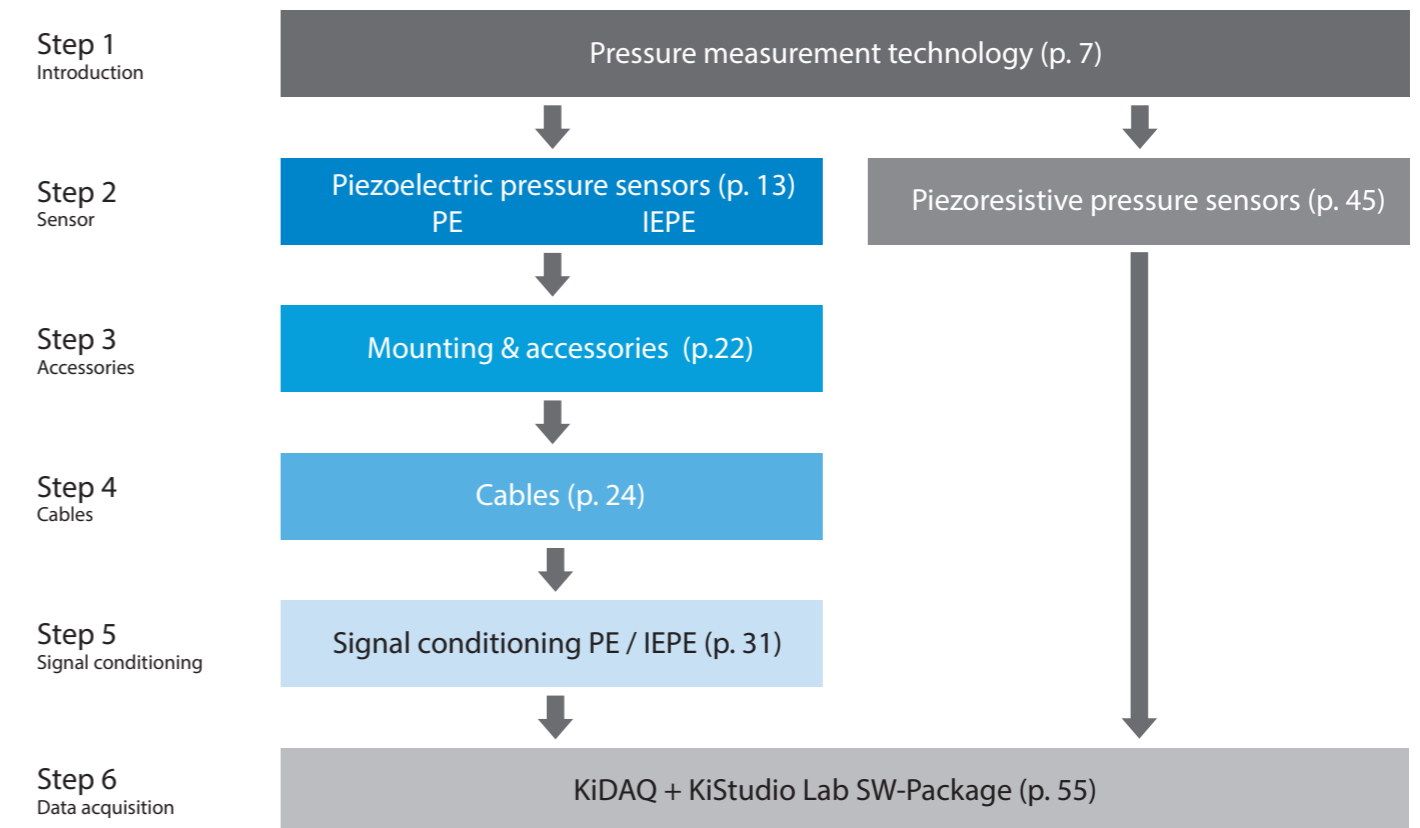 Step 1
Introduction
Pressure measurement technology (p. 7)
Step 2
Sensor
Piezoelectric pressure sensors (p. 13)
PE IEPE
Piezoresistive pressure sensors (p. 45)
Step 3
Accessories
Mounting & accessories (p.22)
Step 4
Cables
Cables (p. 24)
Step 5
Signal conditioning
Signal conditioning PE / IEPE (p. 31)
Step 6
Data acquisition
KiDAQ + KiStudio Lab SW-Package (p. 55)